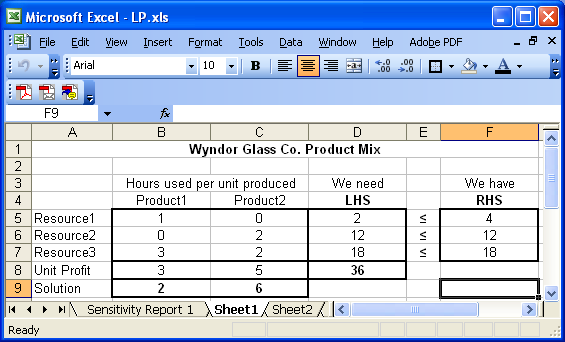 Microsoft Excel - LP.xls
File Edit View Insert Format Tools Data Window Help Adobe PDF
Arial 10 B
F9 fx
A B C D E F
1 Wyndor Glass Co. Product Mix
2
3 Hours used per unit produced We need We have
4 Product1 Product2 LHS RHS
5 Resource1 1 0 2 ≤ 4
6 Resource2 0 2 12 ≤ 12
7 Resource3 3 2 18 ≤ 18
8 Unit Profit 3 5 36
9 Solution 2 6
Sensitivity Report 1 Sheet1 Sheet2
Ready